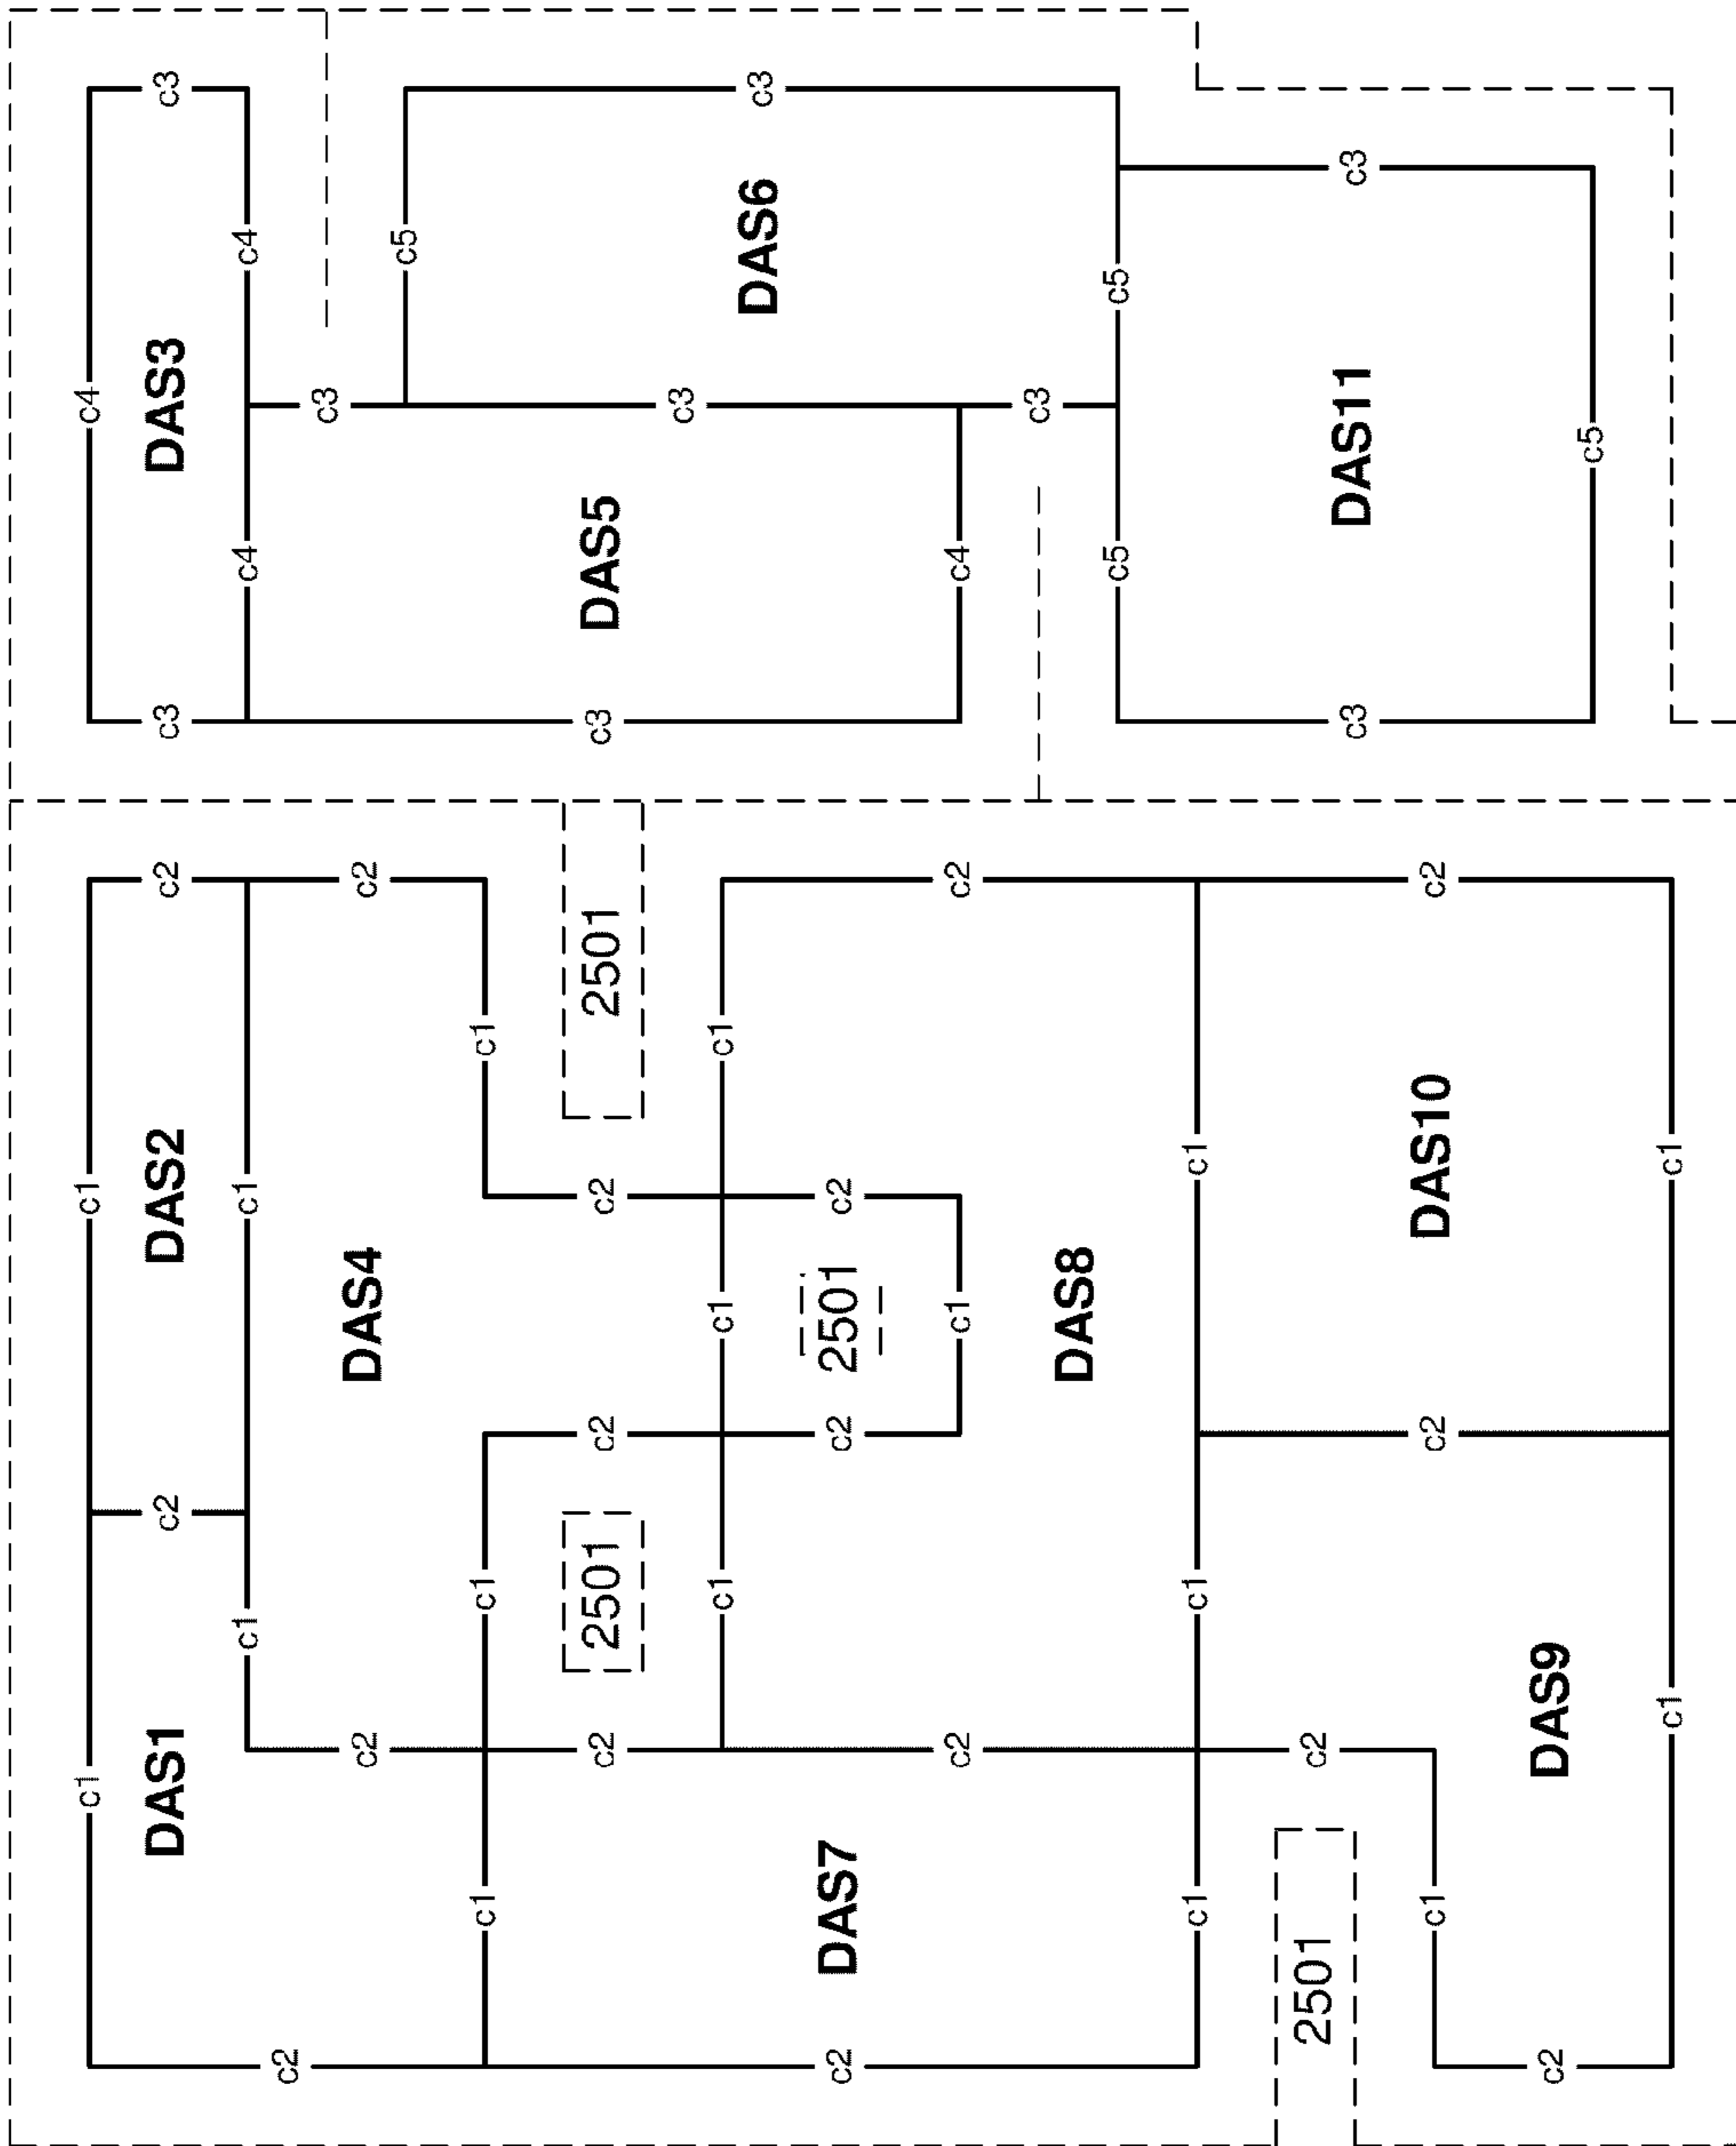 c1 c1 c4
DAS1 c2 DAS2 c2 c3 DAS3 c3
c1 c1 c4 c4
c2
c3
c2 DAS4 c2
c5
c1 c1 c1
c2 2501 c2 c2 2501 c3 DAS5
c3
c1 c1 c1
DAS6 c3
c2 DAS7 c2 2501 c2
c2 c1 c2 c4
c3
DAS8
c5 c5
c1 c1 c1
2501 c2
c3 DAS11 c3
c1 c2 DAS10 c2
c2 DAS9
c5
c1 c1